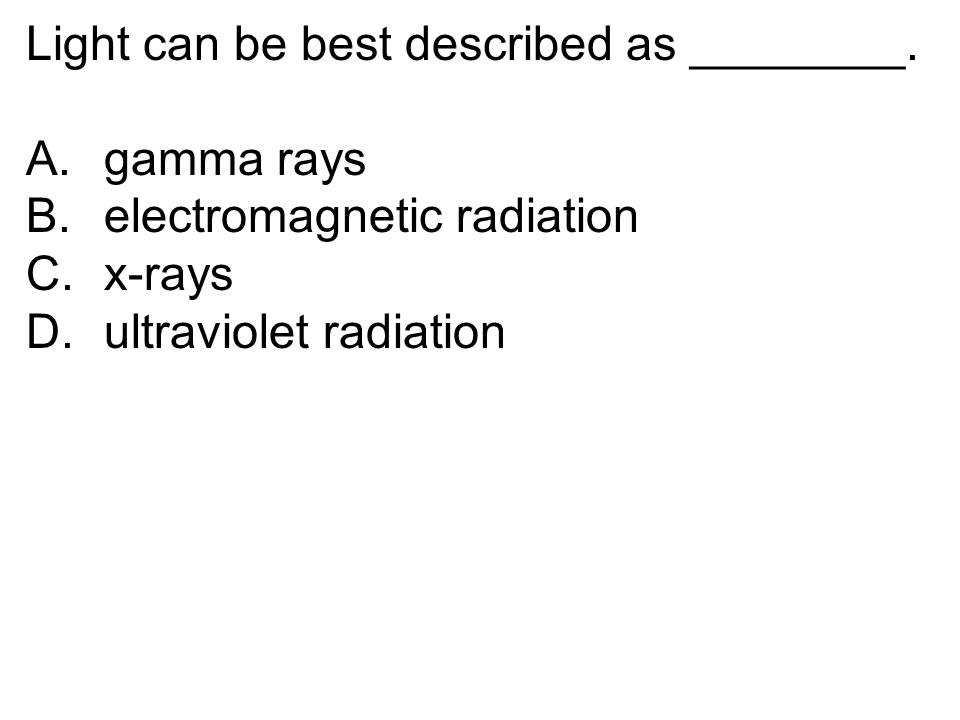 Light can be best described as ________.
A. gamma rays
B. electromagnetic radiation
C. x-rays
D. ultraviolet radiation